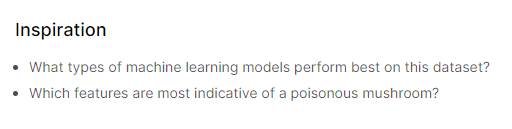 Inspiration
• What types of machine learning models perform best on this dataset?
• Which features are most indicative of a poisonous mushroom?